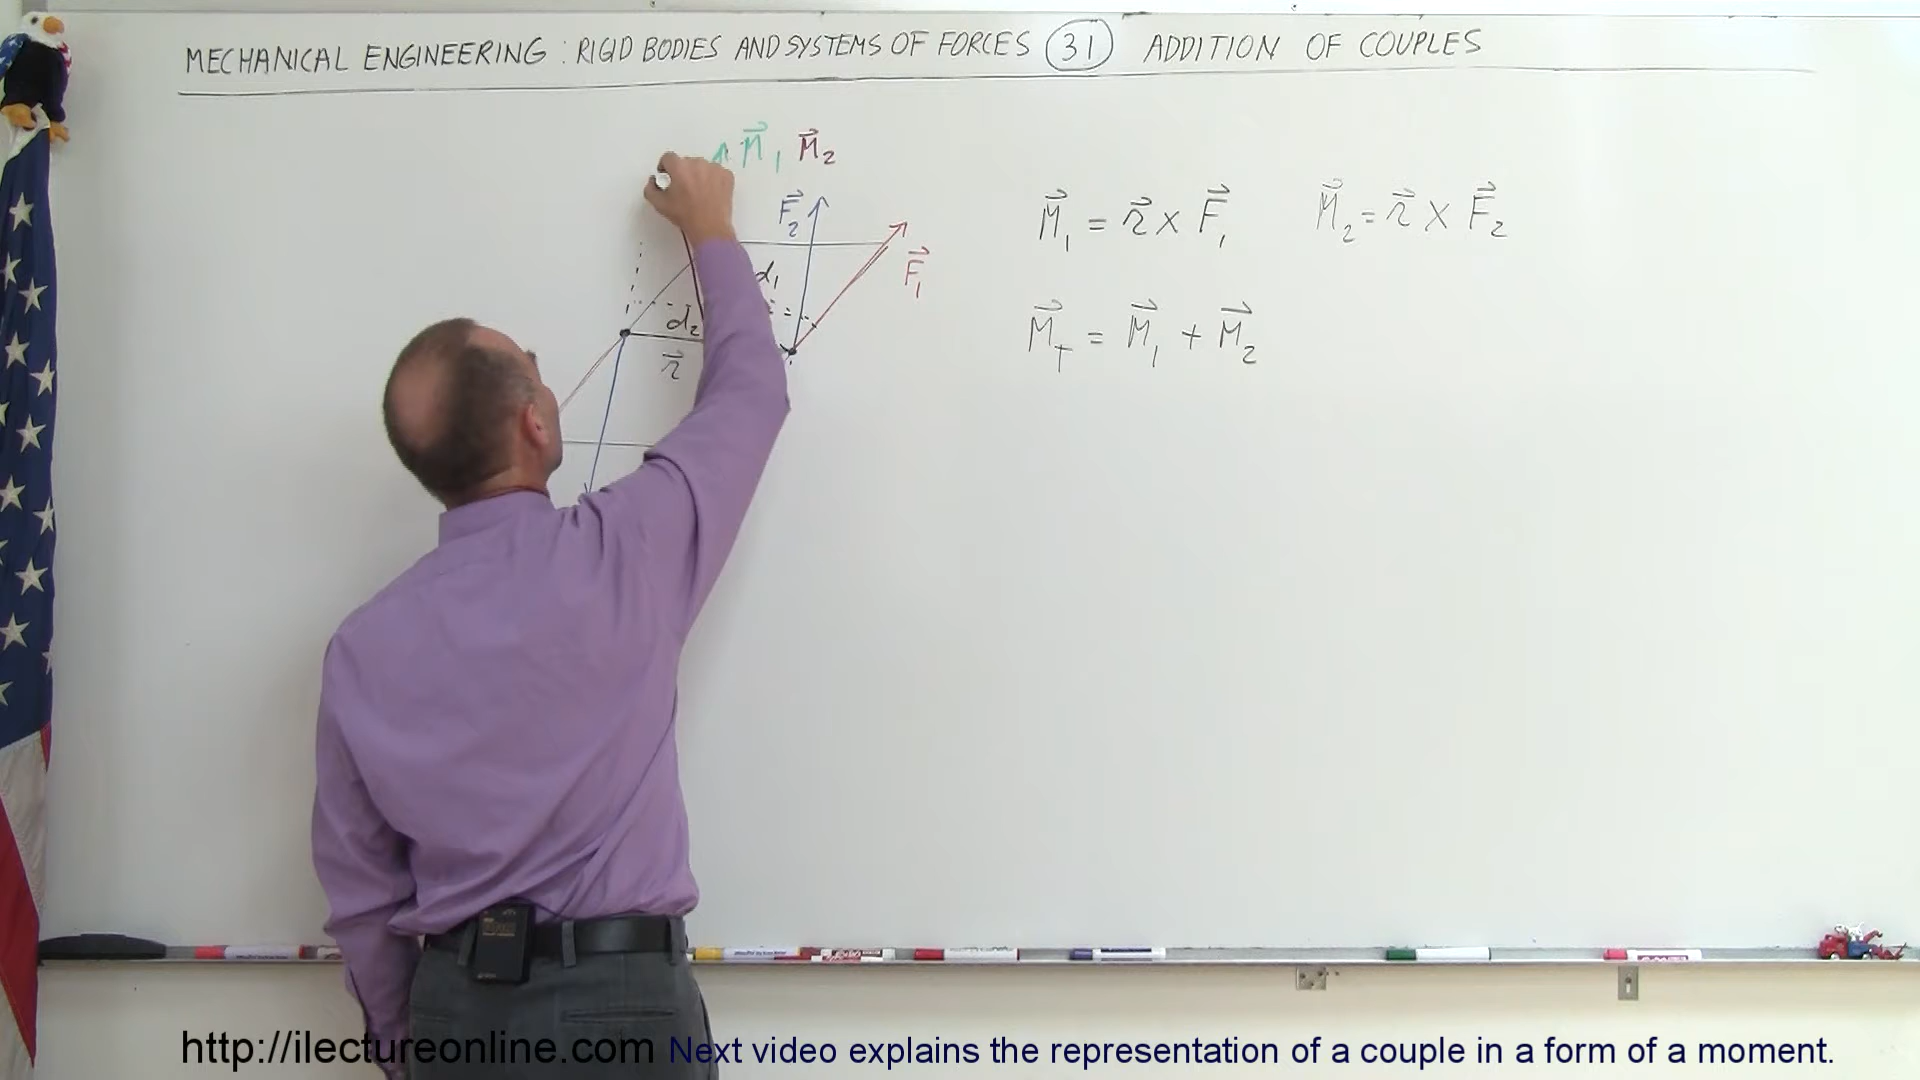 MECHANICAL ENGINEERING : RIGID BODIES AND SYSTEMS OF FORCES 31 ADDITION OF COUPLES
M⃗₁ M⃗₂
F⃗₂
F⃗₁
d₁
d₂
r⃗
M⃗₁ = r⃗ × F⃗₁ M⃗₂ = r⃗ × F⃗₂
M⃗T = M⃗₁ + M⃗₂
http://ilectureonline.com Next video explains the representation of a couple in a form of a moment.